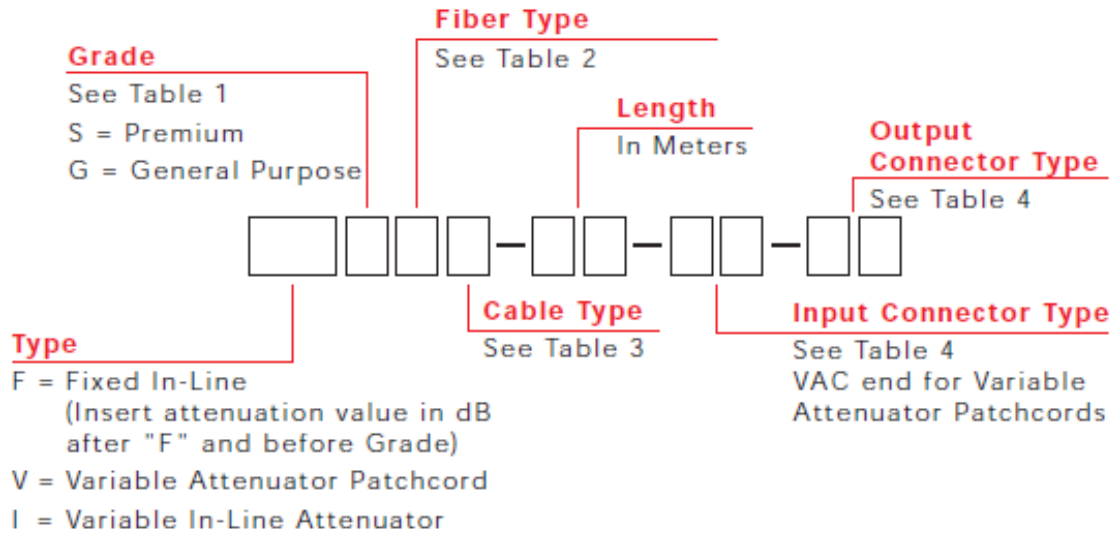 Fiber Type
See Table 2
Grade
See Table 1
S = Premium
G = General Purpose
Length
In Meters
Output
Connector Type
See Table 4
Type
F = Fixed In-Line
(Insert attenuation value in dB
after "F" and before Grade)
V = Variable Attenuator Patchcord
I = Variable In-Line Attenuator
Cable Type
See Table 3
Input Connector Type
See Table 4
VAC end for Variable
Attenuator Patchcords